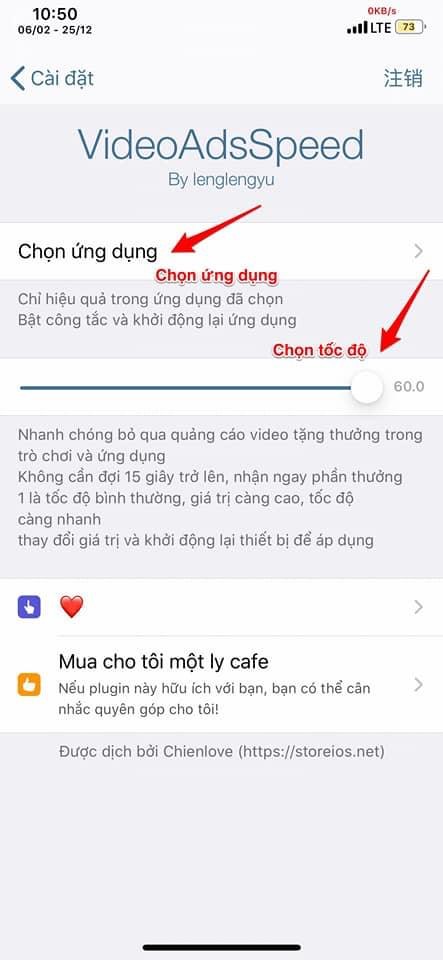 10:50
06/02 - 25/12
0KB/s
LTE 73
Cài đặt
注销
VideoAdsSpeed
By lenglengyu
Chọn ứng dụng
Chọn ứng dụng
Chỉ hiệu quả trong ứng dụng đã chọn
Bật công tắc và khởi động lại ứng dụng
Chọn tốc độ
60.0
Nhanh chóng bỏ qua quảng cáo video tặng thưởng trong
trò chơi và ứng dụng
Không cần đợi 15 giây trở lên, nhận ngay phần thưởng
1 là tốc độ bình thường, giá trị càng cao, tốc độ
càng nhanh
thay đổi giá trị và khởi động lại thiết bị để áp dụng
❤️
Mua cho tôi một ly cafe
Nếu plugin này hữu ích với bạn, bạn có thể cân
nhắc quyên góp cho tôi!
Được dịch bởi Chienlove (https://storeios.net)